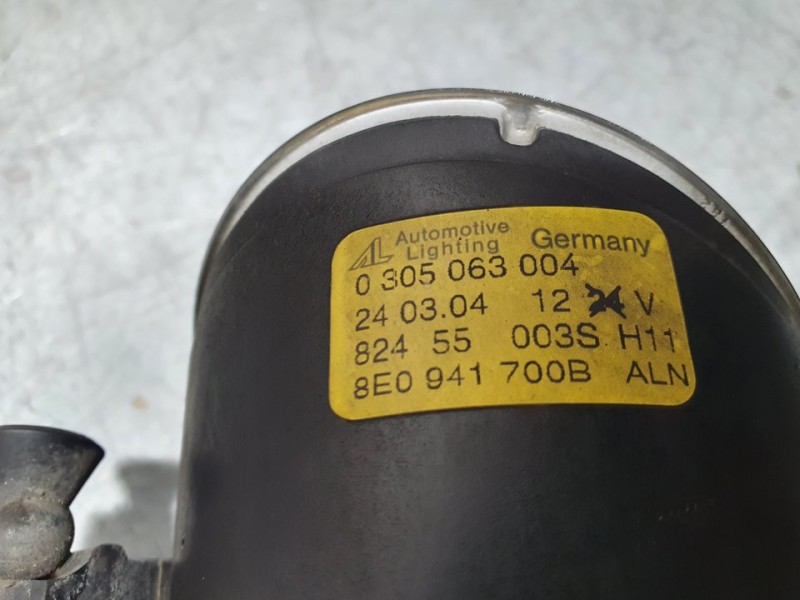 AL Automotive Lighting Germany
0 305 063 004
24.03.04 12 24 V
824 55 003S H11
8E0 941 700B ALN